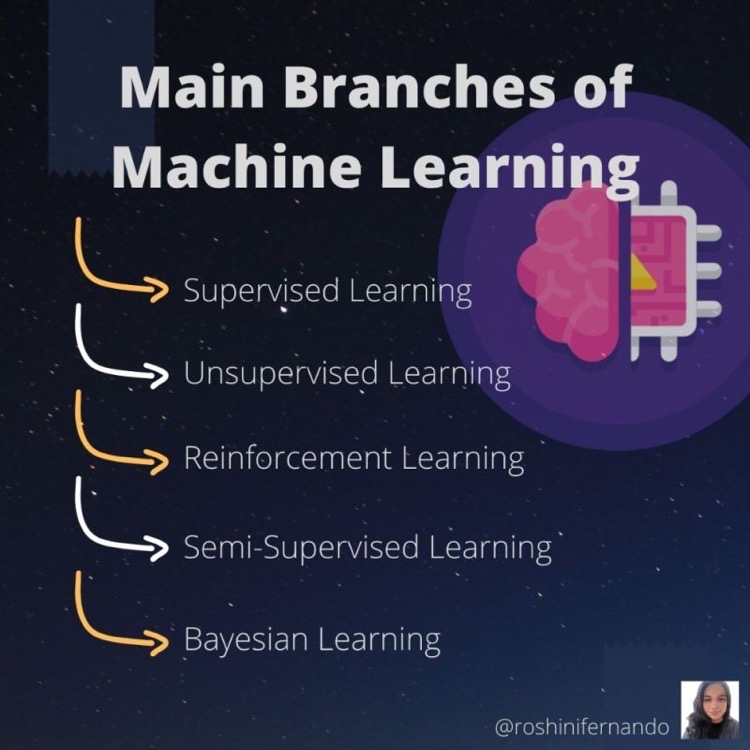 Main Branches of
Machine Learning
Supervised Learning
Unsupervised Learning
Reinforcement Learning
Semi-Supervised Learning
Bayesian Learning
@roshinifernando